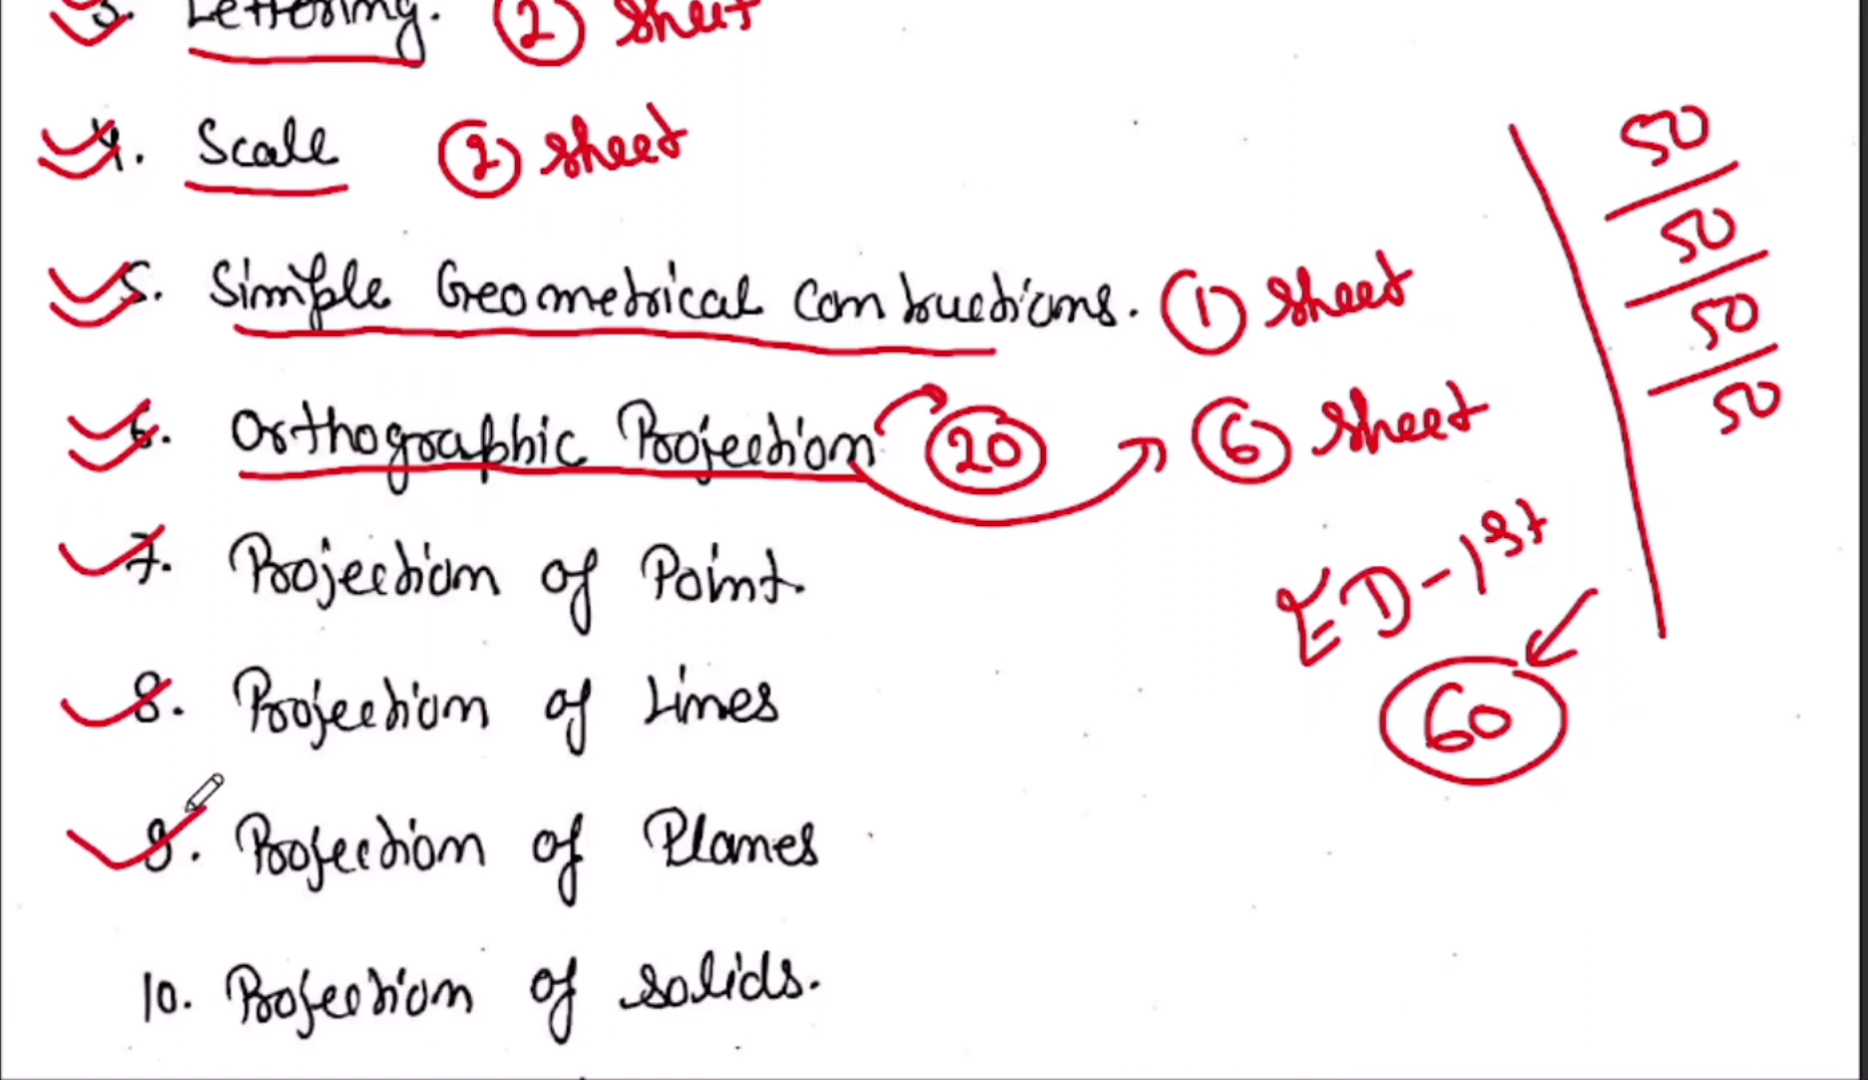 3. Lettering. 2 sheet
4. Scale 2 sheet
5. Simple Geometrical Contructions. 1 sheet
6. Orthographic Projection 20 6 sheet
7. Projection of Point.
8. Projection of Lines
9. Projection of Planes
10. Projection of solids.
50
50
50
50
ED-1st
60